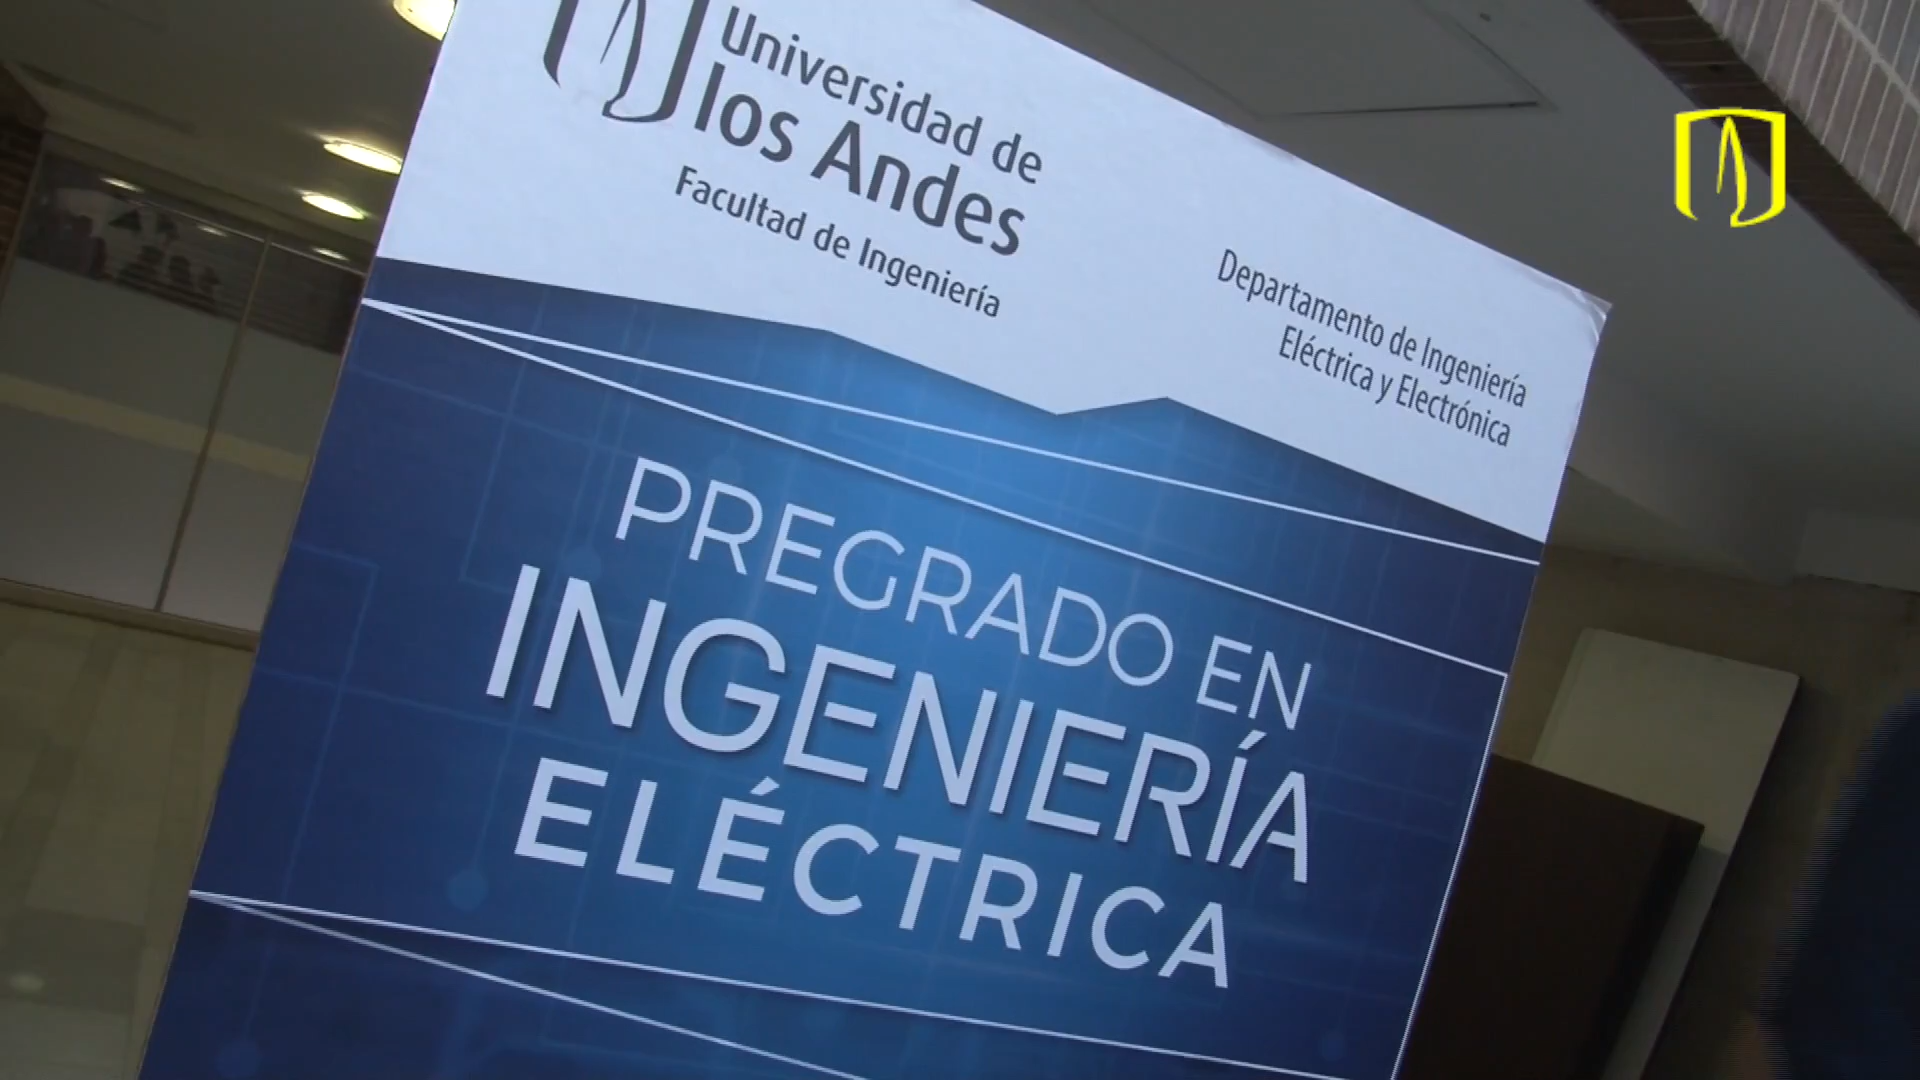 Universidad de
los Andes
Facultad de Ingeniería
Departamento de Ingeniería
Eléctrica y Electrónica
PREGRADO EN
INGENIERÍA
ELÉCTRICA